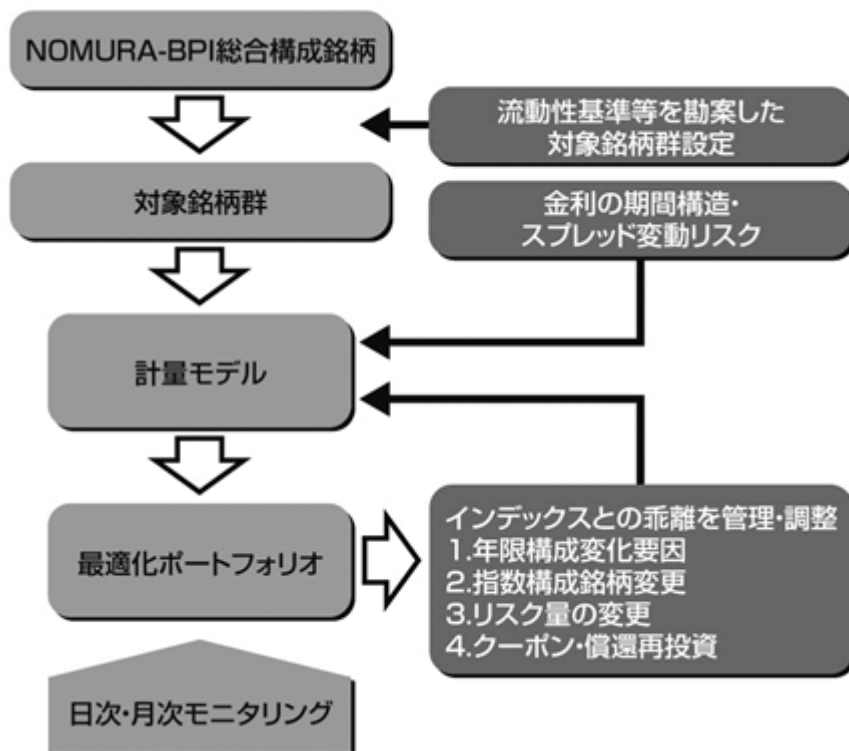 NOMURA-BPI総合構成銘柄
流動性基準等を勘案した
対象銘柄群設定
対象銘柄群
金利の期間構造・
スプレッド変動リスク
計量モデル
最適化ポートフォリオ
インデックスとの乖離を管理・調整
1.年限構成変化要因
2.指数構成銘柄変更
3.リスク量の変更
4.クーポン・償還再投資
日次・月次モニタリング